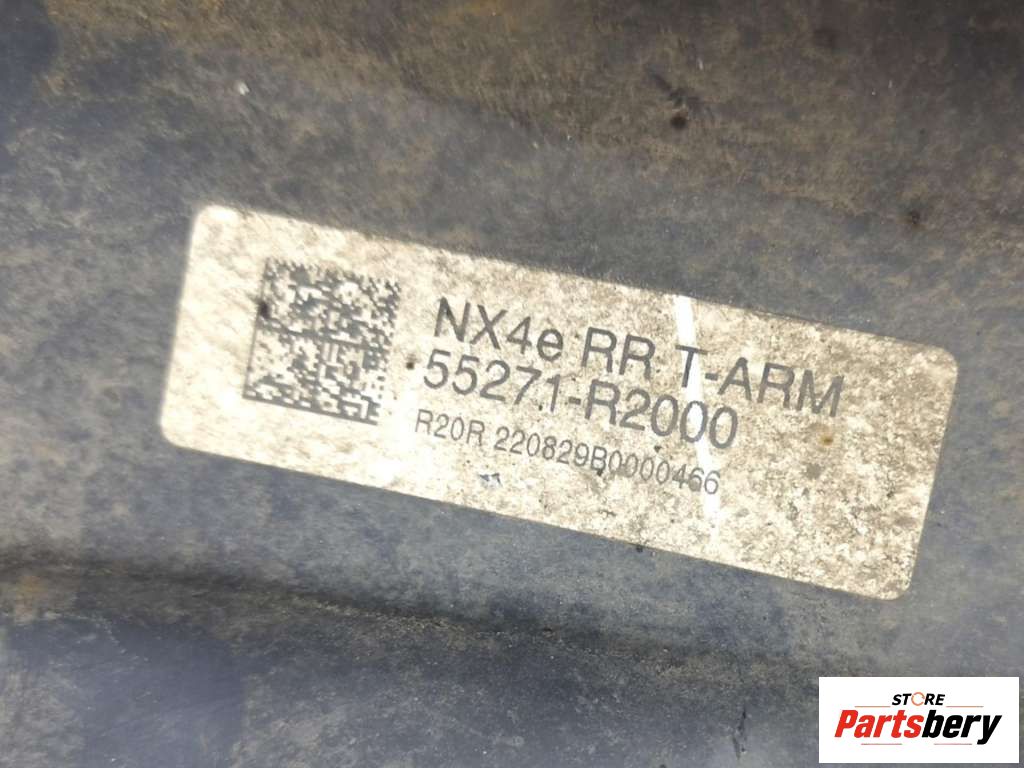 NX4e RR T-ARM
55271-R2000
R20R 220829B0000466
STORE
Partsbery